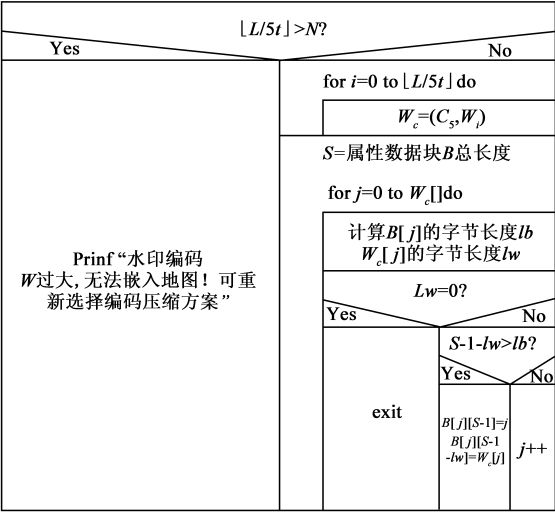 ⌊L/5t⌋>N?
Yes
No
for i=0 to ⌊L/5t⌋do
W_c=(C_5,W_i)
S=属性数据块B总长度
for j=0 to W_c[]do
计算B[j]的字节长度lb
W_c[j]的字节长度lw
Prinf “水印编码
W过大,无法嵌入地图！可重
新选择编码压缩方案”
Lw=0?
Yes
No
S-1-lw>lb?
Yes
No
exit
B[j][S-1]=j
B[j][S-1
-lw]=W_c[j]
j++